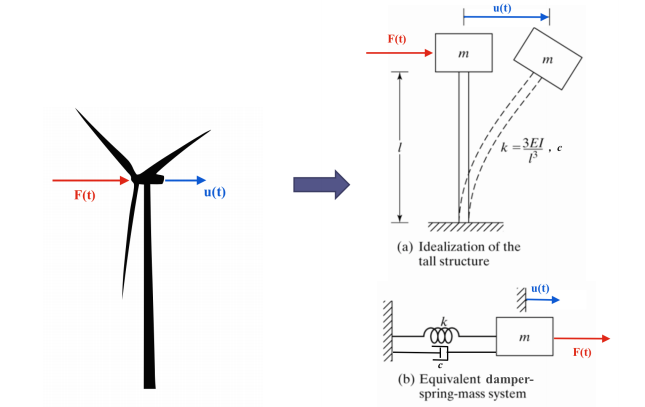 F(t)
u(t)
u(t)
F(t)
m
m
l
k = 3EI/l³ , c
(a) Idealization of the
tall structure
u(t)
k
m
F(t)
c
(b) Equivalent damper-
spring-mass system